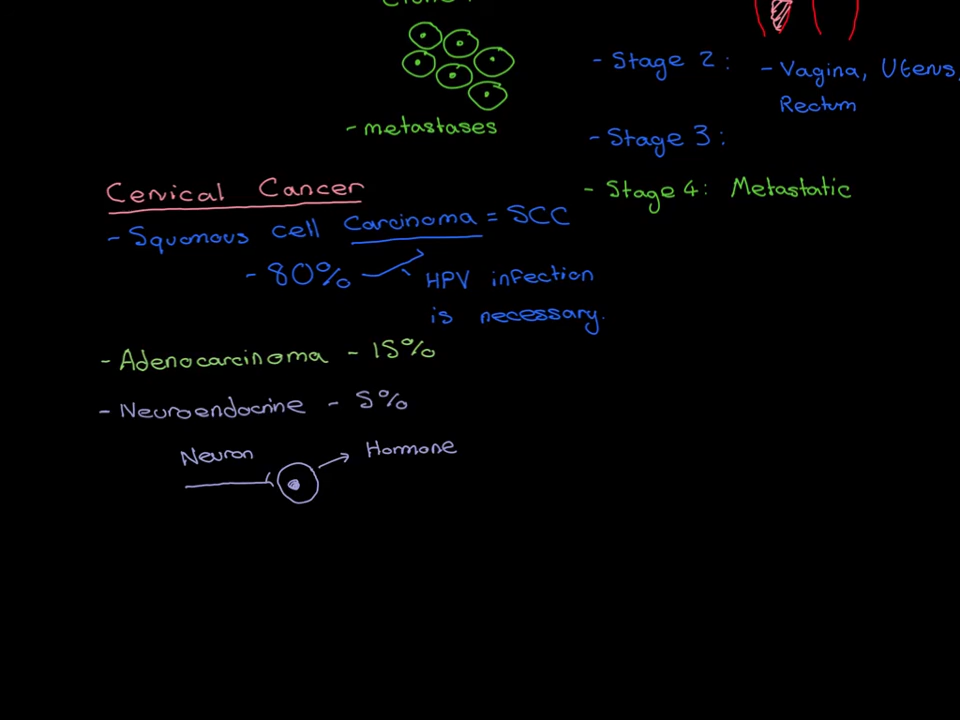 - metastases
- Stage 2: - Vagina, Uterus,
Rectum
- Stage 3:
- Stage 4: Metastatic
Cervical Cancer
- Squamous cell Carcinoma = SCC
- 80%
HPV infection
is necessary.
- Adenocarcinoma - 15%
- Neuroendocrine - 5%
Neuron
Hormone